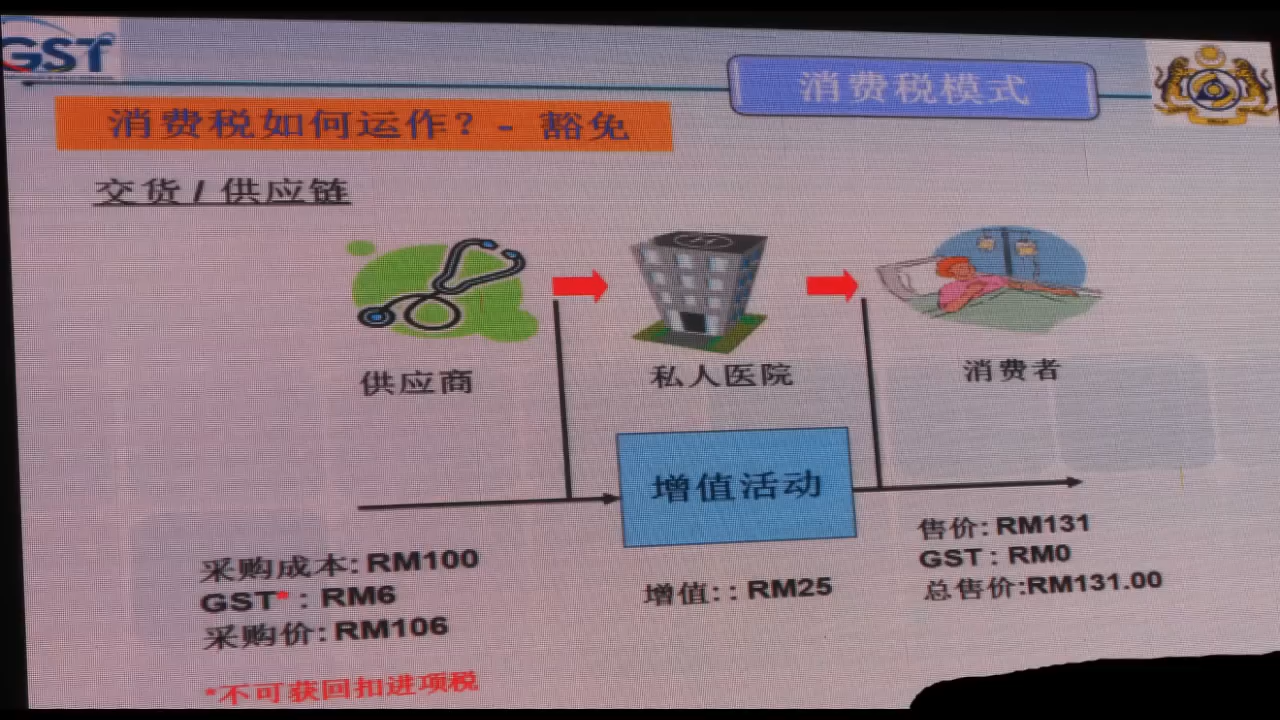 GST
消费税模式
消费税如何运作? - 豁免
交货 / 供应链
供应商
私人医院
消费者
增值活动
采购成本: RM100
GST* : RM6
采购价: RM106
增值: : RM25
售价: RM131
GST : RM0
总售价:RM131.00
*不可获回扣进项税